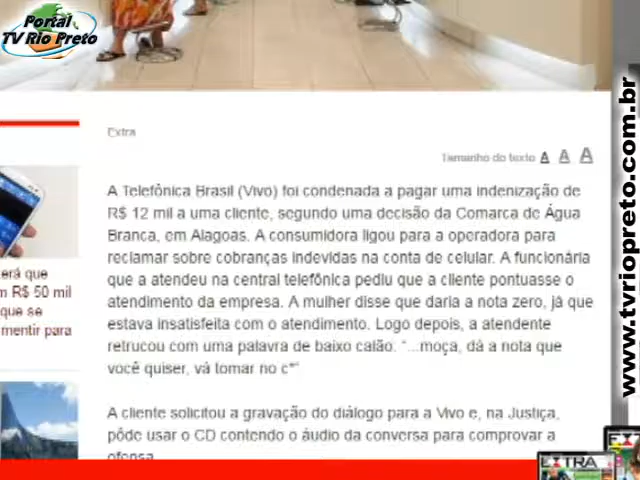 Portal
TV Rio Preto
www.tvriopreto.com.br
Extra
Tamanho do texto A A A
A Telefônica Brasil (Vivo) foi condenada a pagar uma indenização de
R$ 12 mil a uma cliente, segundo uma decisão da Comarca de Água
Branca, em Alagoas. A consumidora ligou para a operadora para
reclamar sobre cobranças indevidas na conta de celular. A funcionária
que a atendeu na central telefônica pediu que a cliente pontuasse o
atendimento da empresa. A mulher disse que daria a nota zero, já que
estava insatisfeita com o atendimento. Logo depois, a atendente
retrucou com uma palavra de baixo calão: “...moça, dá a nota que
você quiser, vá tomar no c*”
A cliente solicitou a gravação do diálogo para a Vivo e, na Justiça,
pôde usar o CD contendo o áudio da conversa para comprovar a
ofensa
erá que
m R$ 50 mil
que se
mentir para
EXTRA
EX